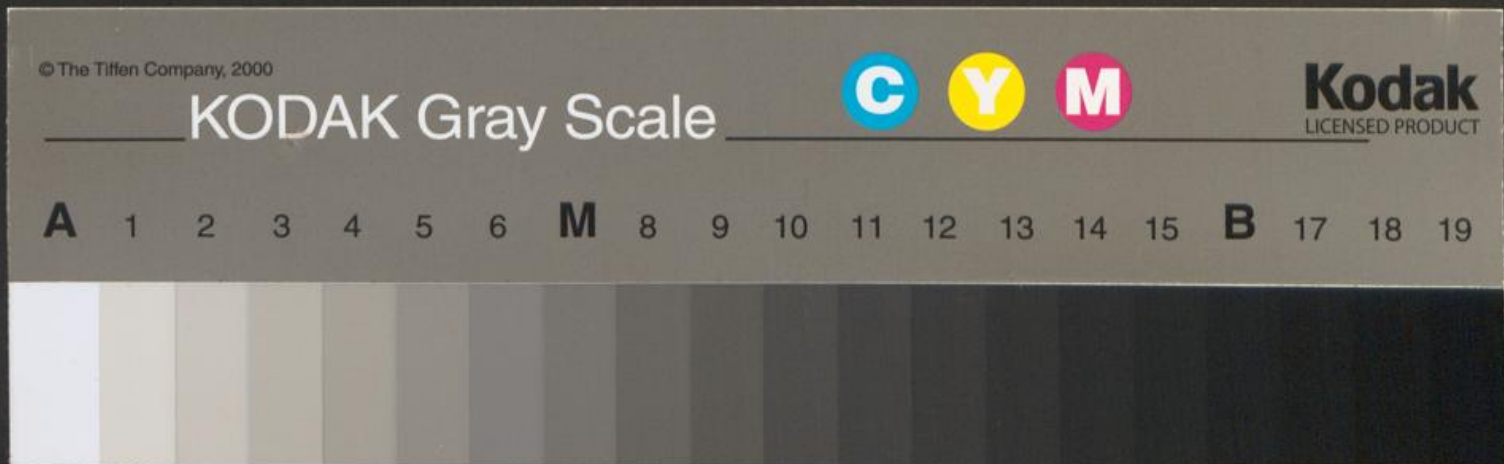 © The Tiffen Company, 2000
KODAK Gray Scale
C Y M
Kodak
LICENSED PRODUCT
A 1 2 3 4 5 6 M 8 9 10 11 12 13 14 15 B 17 18 19